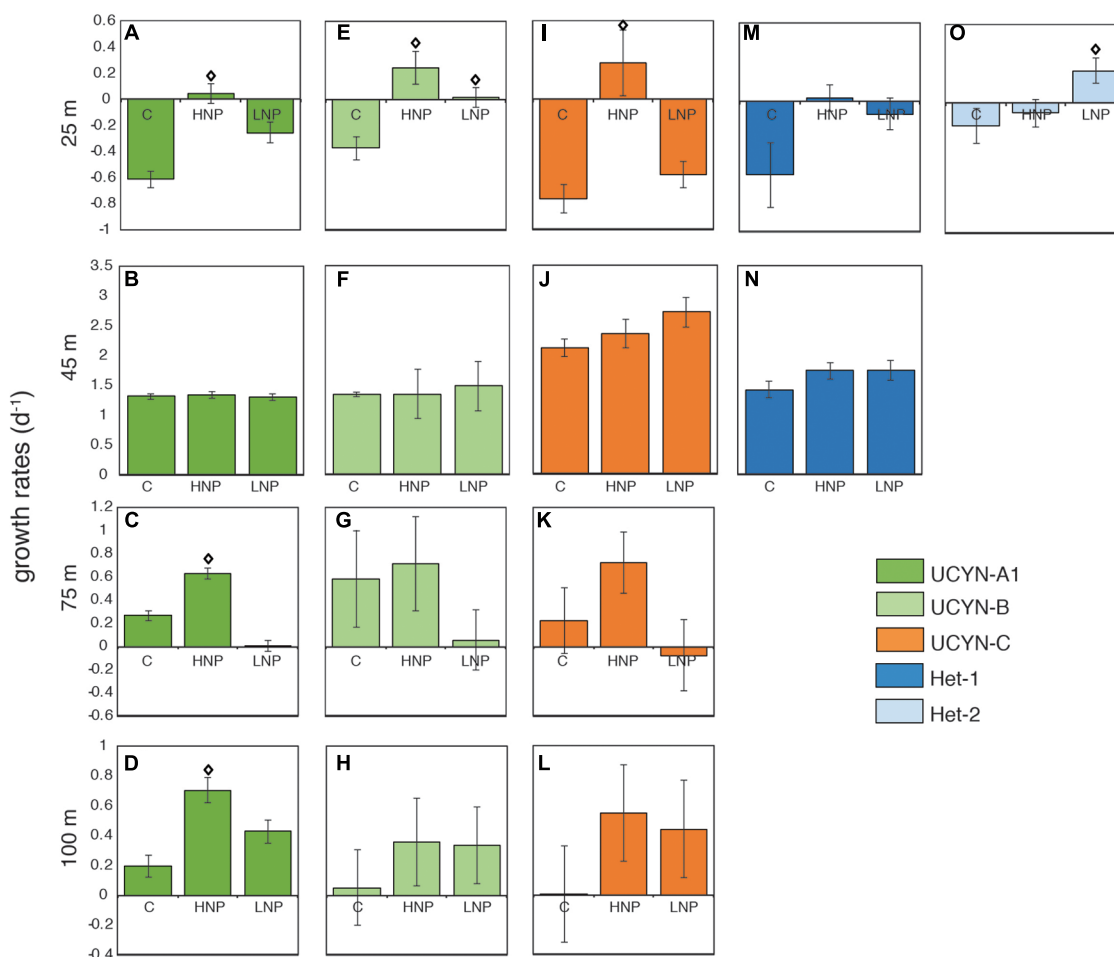 A E I M O
0.6
0.4
0.2
0
-0.2
-0.4
-0.6
-0.8
-1
C HNP LNP
C HNP LNP
C HNP LNP
C HNP LNP
C HNP LNP
25 m
B F J N
3.5
3
2.5
2
1.5
1
0.5
0
C HNP LNP
C HNP LNP
C HNP LNP
C HNP LNP
45 m
growth rates (d-1)
C G K
1.2
1
0.8
0.6
0.4
0.2
0
-0.2
-0.4
-0.6
C HNP LNP
C HNP LNP
C HNP LNP
75 m
UCYN-A1
UCYN-B
UCYN-C
Het-1
Het-2
D H L
1
0.8
0.6
0.4
0.2
0
-0.2
-0.4
C HNP LNP
C HNP LNP
C HNP LNP
100 m